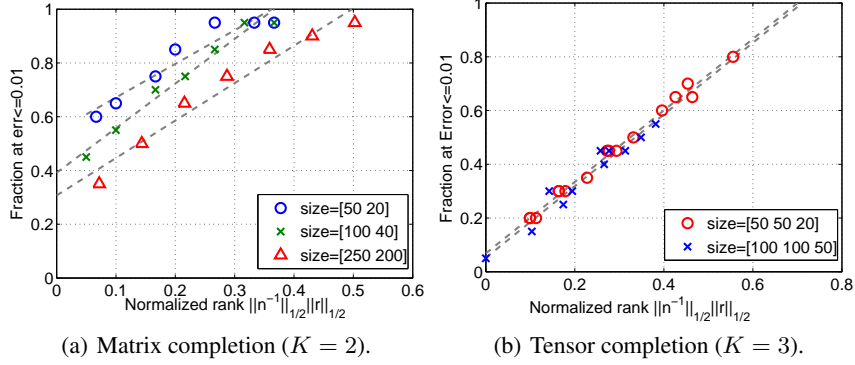 1
0.8
0.6
0.4
0.2
0
Fraction at err<=0.01
0 0.1 0.2 0.3 0.4 0.5 0.6
Normalized rank ||n⁻¹||₁/₂||r||₁/₂
size=[50 20]
size=[100 40]
size=[250 200]
(a) Matrix completion (K = 2).
1
0.8
0.6
0.4
0.2
0
Fraction at Error<=0.01
0 0.2 0.4 0.6 0.8
Normalized rank ||n⁻¹||₁/₂||r||₁/₂
size=[50 50 20]
size=[100 100 50]
(b) Tensor completion (K = 3).